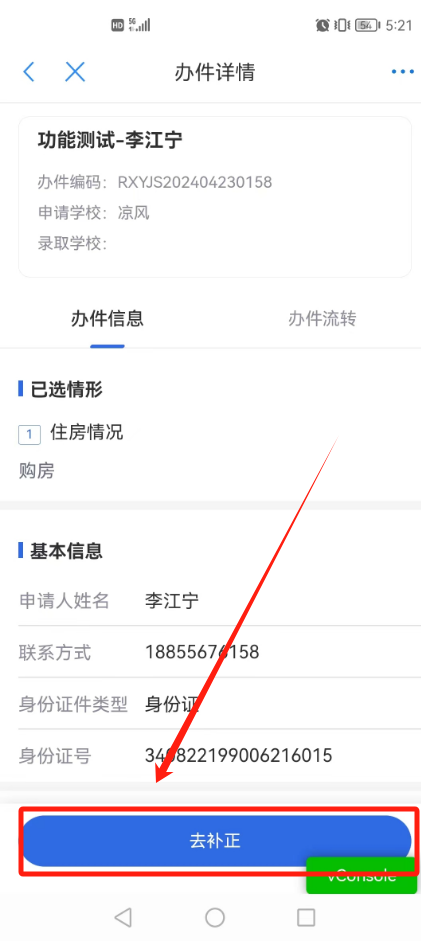 HD 5G 54 5:21
办件详情
功能测试-李江宁
办件编码: RXYJS202404230158
申请学校: 凉风
录取学校:
办件信息 办件流转
已选情形
1 住房情况
购房
基本信息
申请人姓名 李江宁
联系方式 18855676158
身份证件类型 身份证
身份证号 340822199006216015
去补正
vConsole